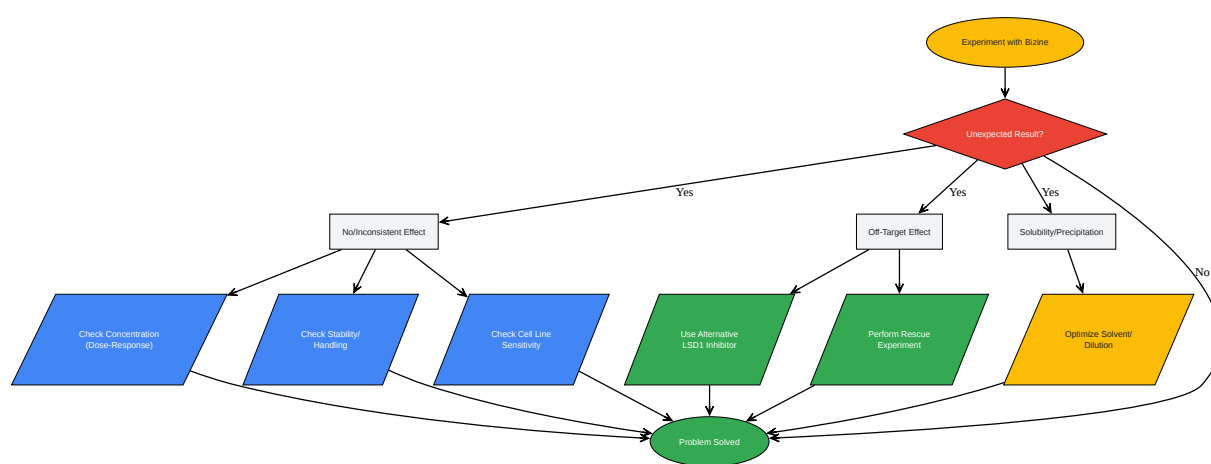 Experiment with Bizine
Unexpected Result?
Yes
Yes
Yes
No/Inconsistent Effect
Off-Target Effect
Solubility/Precipitation
No
Check Concentration
(Dose-Response)
Check Stability/
Handling
Check Cell Line
Sensitivity
Use Alternative
LSD1 Inhibitor
Perform Rescue
Experiment
Optimize Solvent/
Dilution
Problem Solved